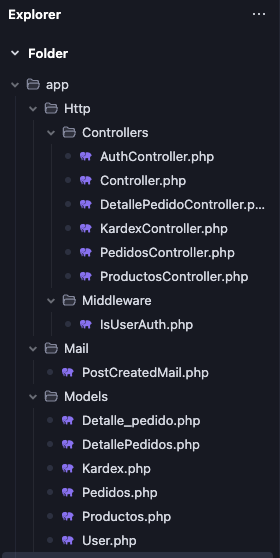 Explorer ...
Folder
app
Http
Controllers
AuthController.php
Controller.php
DetallePedidoController.p...
KardexController.php
PedidosController.php
ProductosController.php
Middleware
IsUserAuth.php
Mail
PostCreatedMail.php
Models
Detalle_pedido.php
DetallePedidos.php
Kardex.php
Pedidos.php
Productos.php
User.php